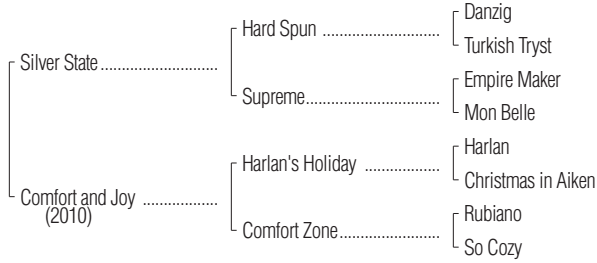 Danzig
Hard Spun ............................
Turkish Tryst
Silver State............................
Empire Maker
Supreme................................
Mon Belle
Harlan
Harlan's Holiday ..................
Christmas in Aiken
Comfort and Joy ..................
(2010)
Rubiano
Comfort Zone........................
So Cozy